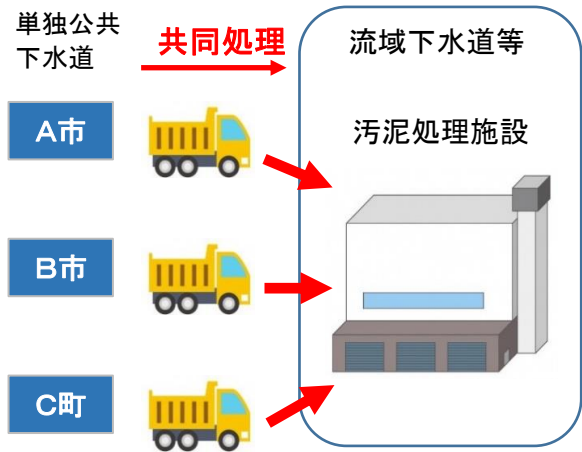 単独公共
下水道
共同処理
流域下水道等
汚泥処理施設
A市
B市
C町